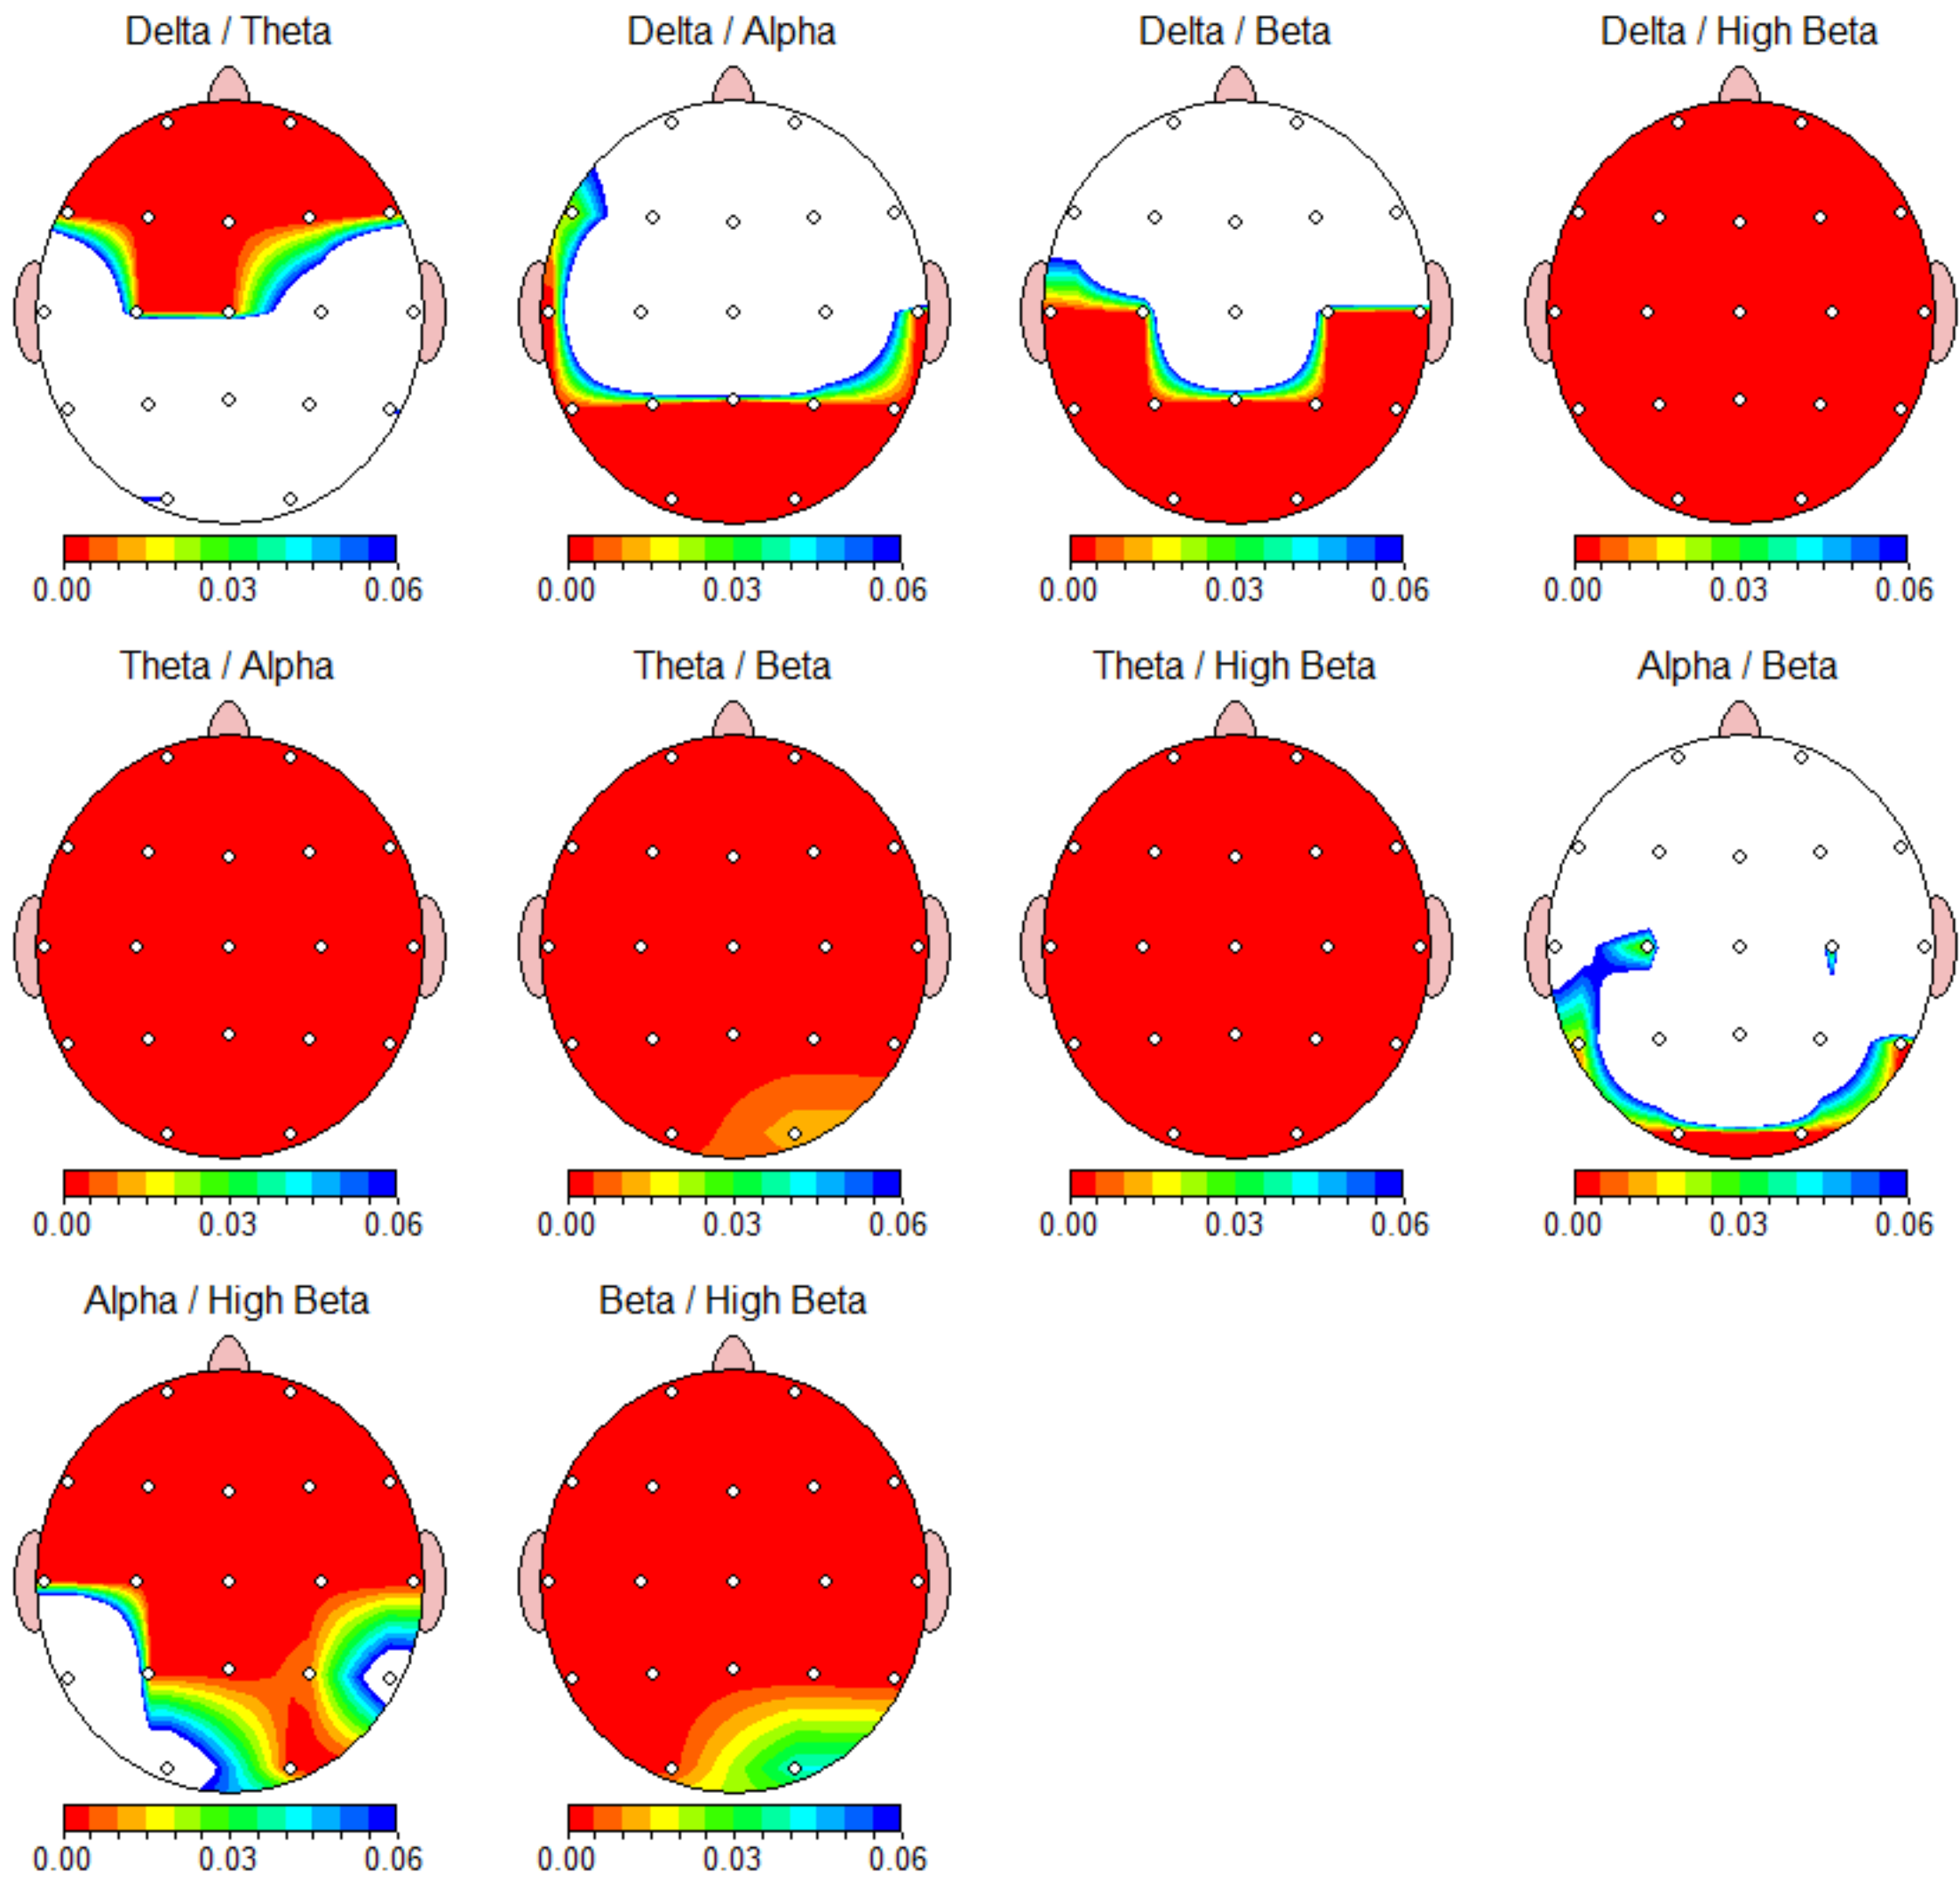 Delta / Theta
Delta / Alpha
Delta / Beta
Delta / High Beta
0.00 0.03 0.06
0.00 0.03 0.06
0.00 0.03 0.06
0.00 0.03 0.06
Theta / Alpha
Theta / Beta
Theta / High Beta
Alpha / Beta
0.00 0.03 0.06
0.00 0.03 0.06
0.00 0.03 0.06
0.00 0.03 0.06
Alpha / High Beta
Beta / High Beta
0.00 0.03 0.06
0.00 0.03 0.06